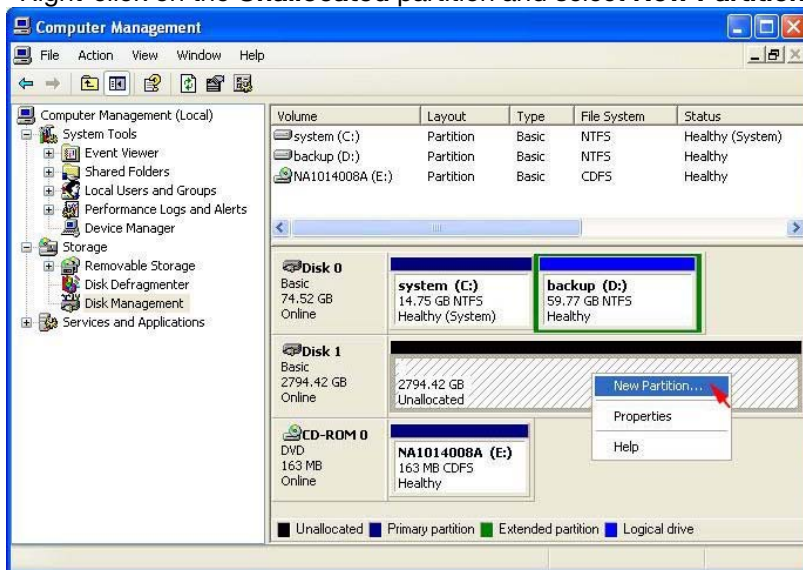 Right-click on the Unallocated partition and select New Partition
Computer Management
File Action View Window Help
Computer Management (Local)
System Tools
Event Viewer
Shared Folders
Local Users and Groups
Performance Logs and Alerts
Device Manager
Storage
Removable Storage
Disk Defragmenter
Disk Management
Services and Applications
Volume Layout Type File System Status
system (C:) Partition Basic NTFS Healthy (System)
backup (D:) Partition Basic NTFS Healthy
NA1014008A (E:) Partition Basic CDFS Healthy
Disk 0
Basic
74.52 GB
Online
system (C:)
14.75 GB NTFS
Healthy (System)
backup (D:)
59.77 GB NTFS
Healthy
Disk 1
Basic
2794.42 GB
Online
2794.42 GB
Unallocated
New Partition...
Properties
Help
CD-ROM 0
DVD
163 MB
Online
NA1014008A (E:)
163 MB CDFS
Healthy
Unallocated Primary partition Extended partition Logical drive